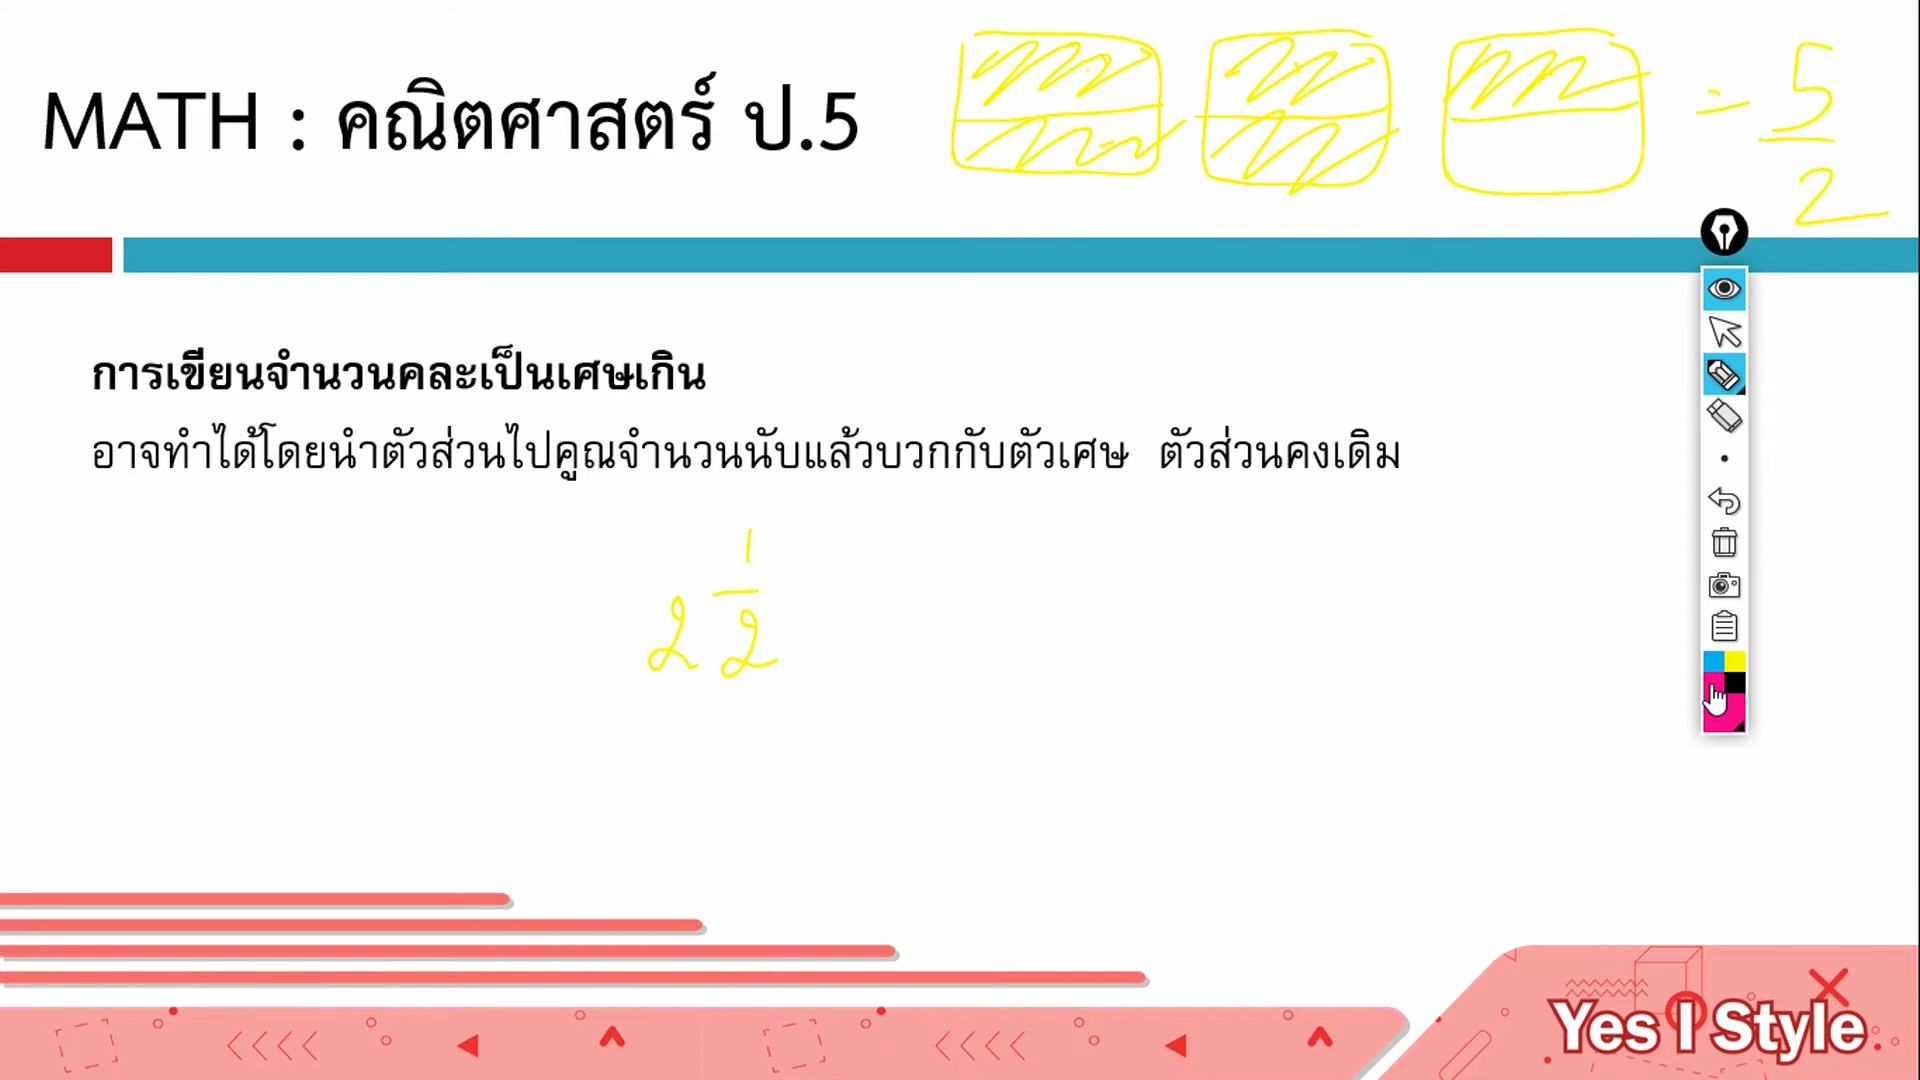 MATH : คณิตศาสตร์ ป.5
= 5/2
การเขียนจำนวนคละเป็นเศษเกิน
อาจทำได้โดยนำตัวส่วนไปคูณจำนวนนับแล้วบวกกับตัวเศษ ตัวส่วนคงเดิม
2 1/2
Yes I Style